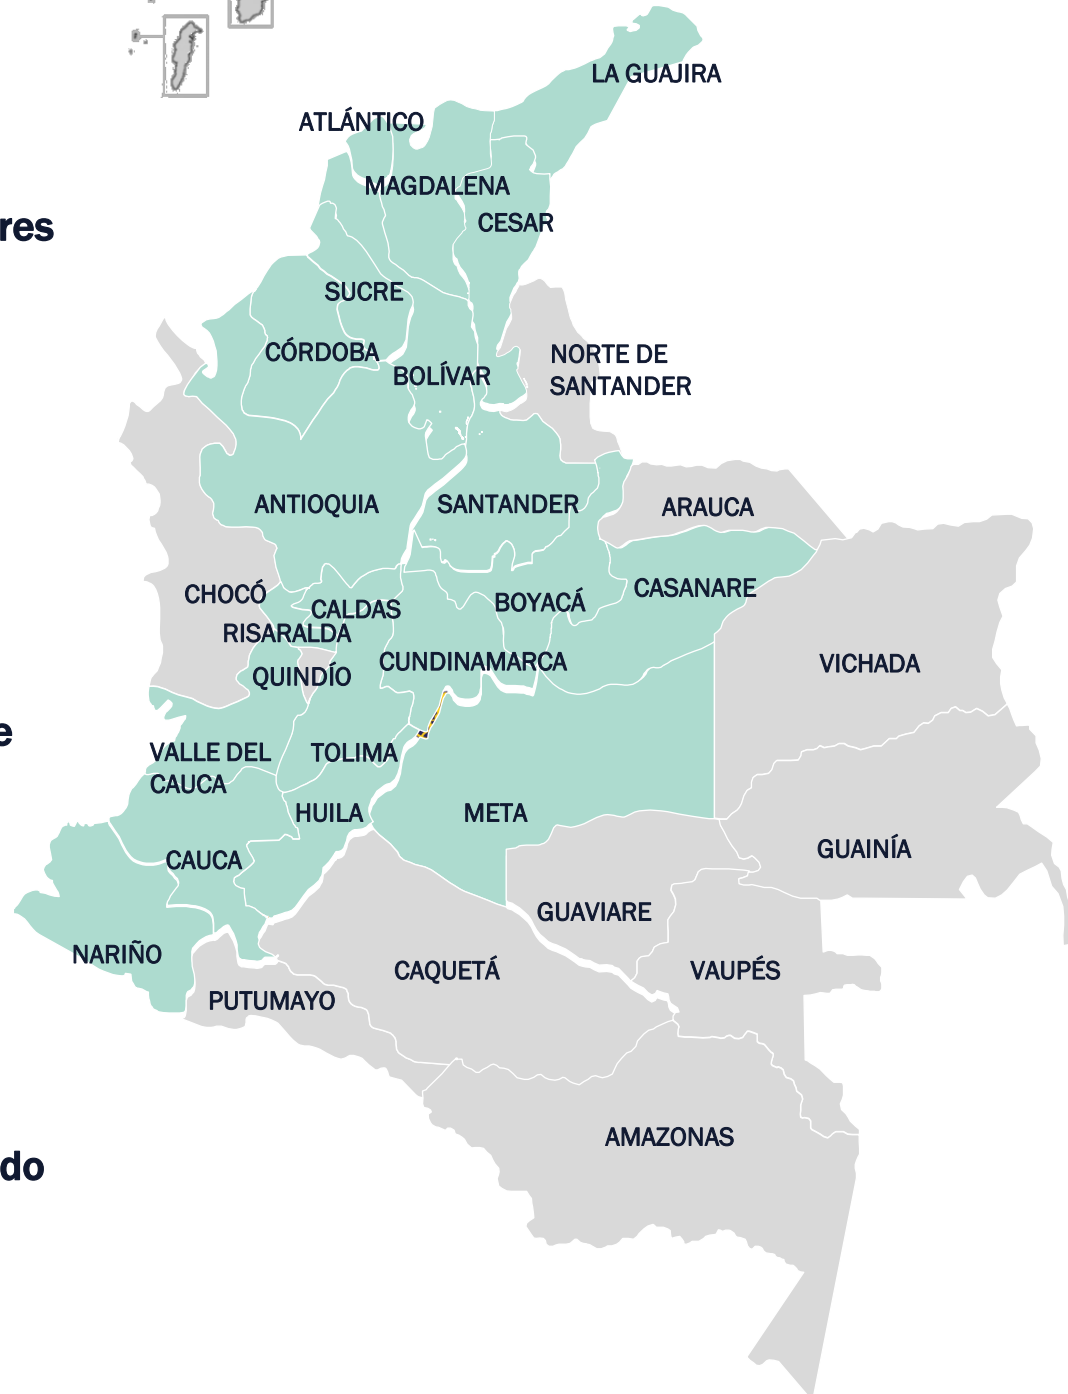 LA GUAJIRA
ATLÁNTICO
MAGDALENA
CESAR
res
SUCRE
CÓRDOBA
NORTE DE
SANTANDER
BOLÍVAR
ANTIOQUIA
SANTANDER
ARAUCA
CHOCÓ
CALDAS
BOYACÁ
CASANARE
RISARALDA
QUINDÍO
CUNDINAMARCA
VICHADA
e
VALLE DEL
CAUCA
TOLIMA
HUILA
META
CAUCA
GUAINÍA
GUAVIARE
NARIÑO
CAQUETÁ
VAUPÉS
PUTUMAYO
AMAZONAS
do